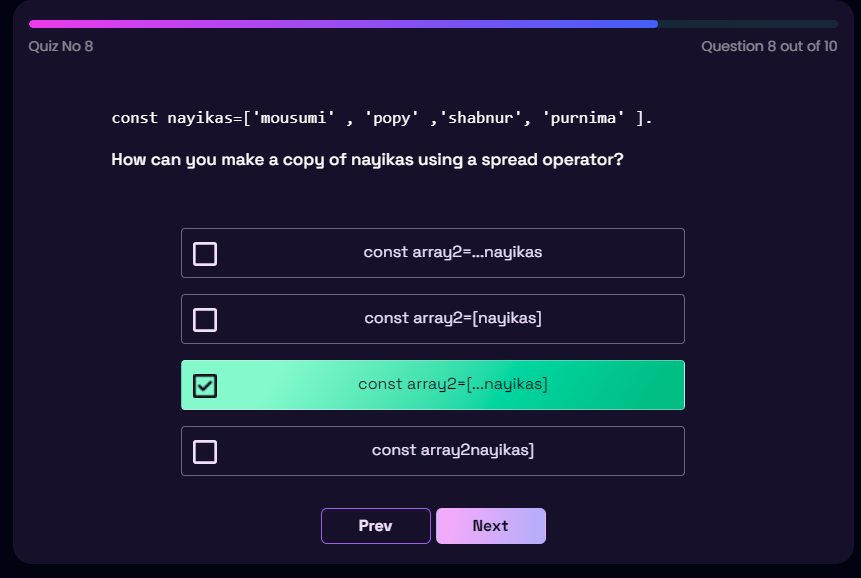 Quiz No 8
Question 8 out of 10
const nayikas=['mousumi' , 'popy' ,'shabnur', 'purnima' ].
How can you make a copy of nayikas using a spread operator?
const array2=...nayikas
const array2=[nayikas]
const array2=[...nayikas]
const array2nayikas]
Prev
Next